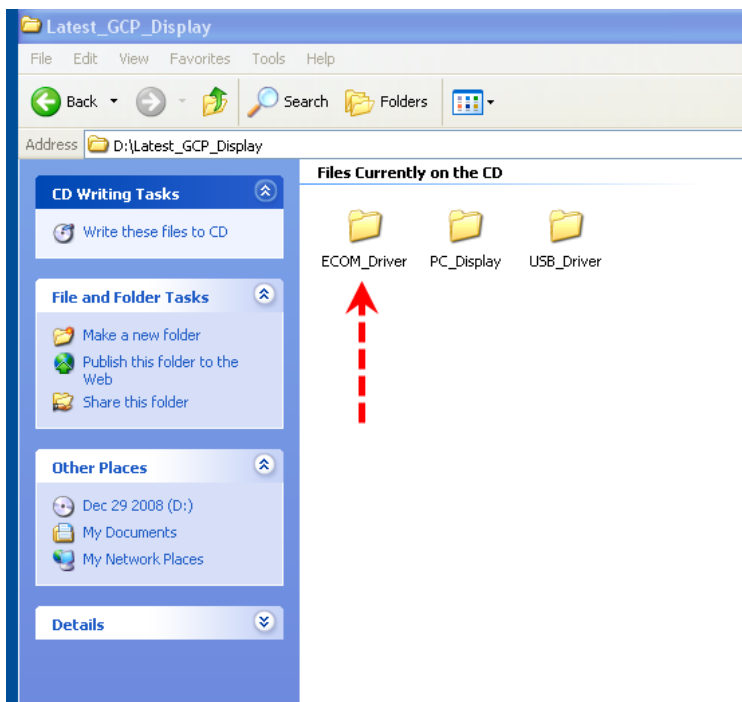 Latest_GCP_Display
File Edit View Favorites Tools Help
Back Search Folders
Address D:\Latest_GCP_Display
Files Currently on the CD
ECOM_Driver PC_Display USB_Driver
CD Writing Tasks
Write these files to CD
File and Folder Tasks
Make a new folder
Publish this folder to the
Web
Share this folder
Other Places
Dec 29 2008 (D:)
My Documents
My Network Places
Details